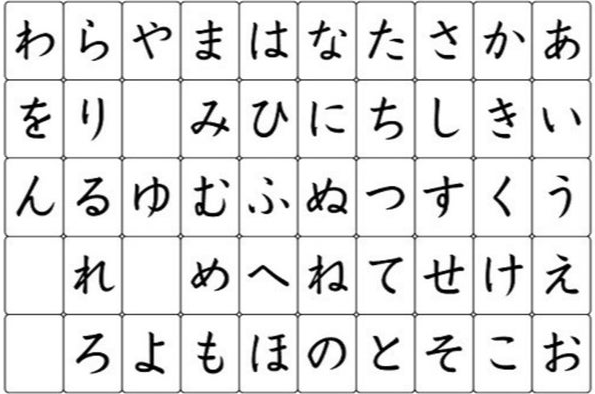 あいうえお
かきくけこ
さしすせそ
たちつてと
なにぬねの
はひふへほ
まみむめも
やゆよ
らりるれろ
わをん